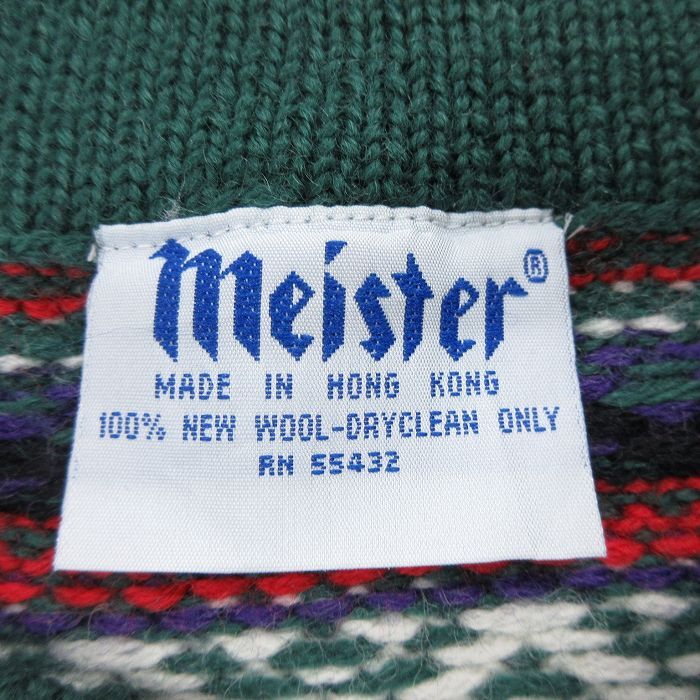 Meister®
MADE IN HONG KONG
100% NEW WOOL-DRYCLEAN ONLY
RN 55432